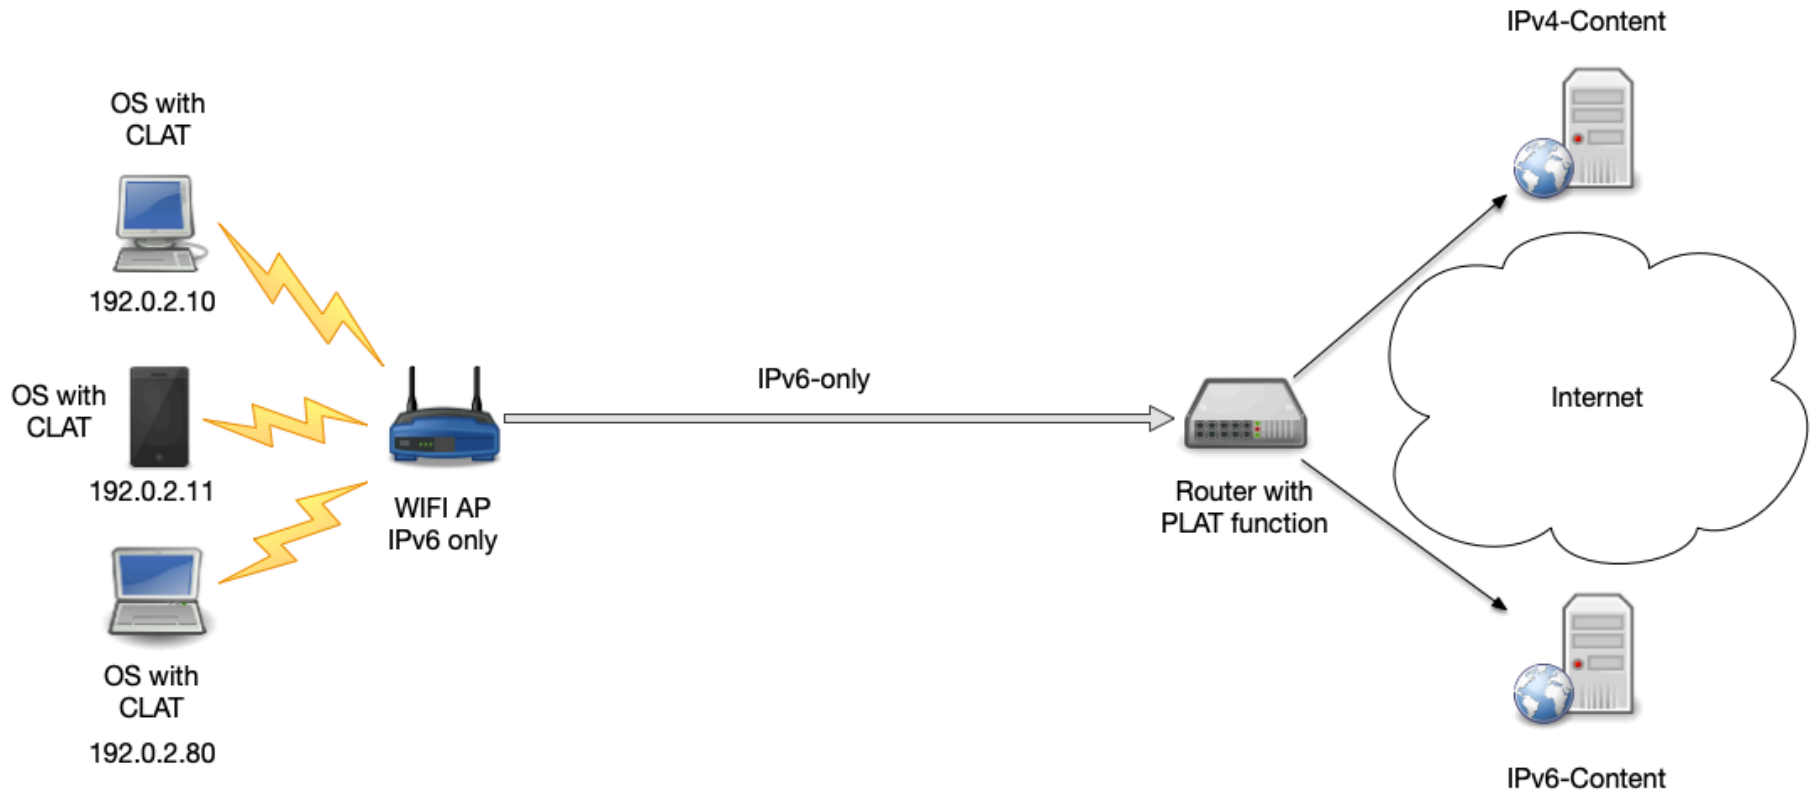 IPv4-Content
OS with
CLAT
192.0.2.10
OS with
CLAT
192.0.2.11
OS with
CLAT
192.0.2.80
WIFI AP
IPv6 only
IPv6-only
Router with
PLAT function
Internet
IPv6-Content